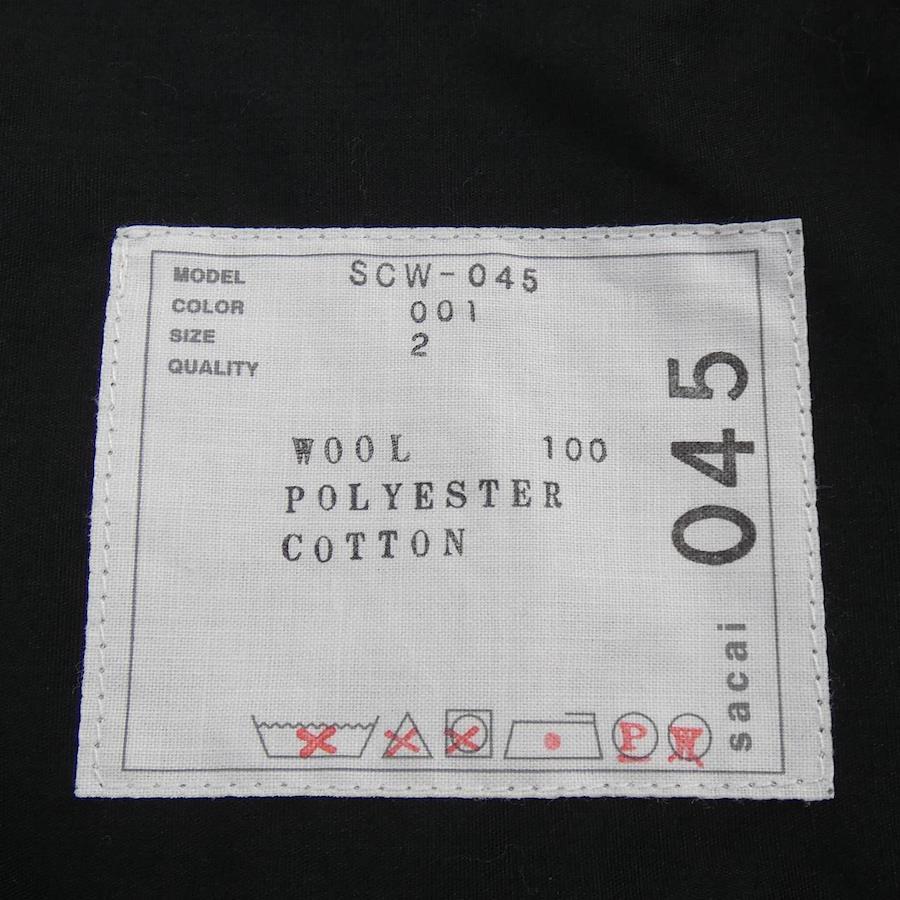 MODEL SCW-045
COLOR 001
SIZE 2
QUALITY
WOOL 100
POLYESTER
COTTON
P W
sacai 045